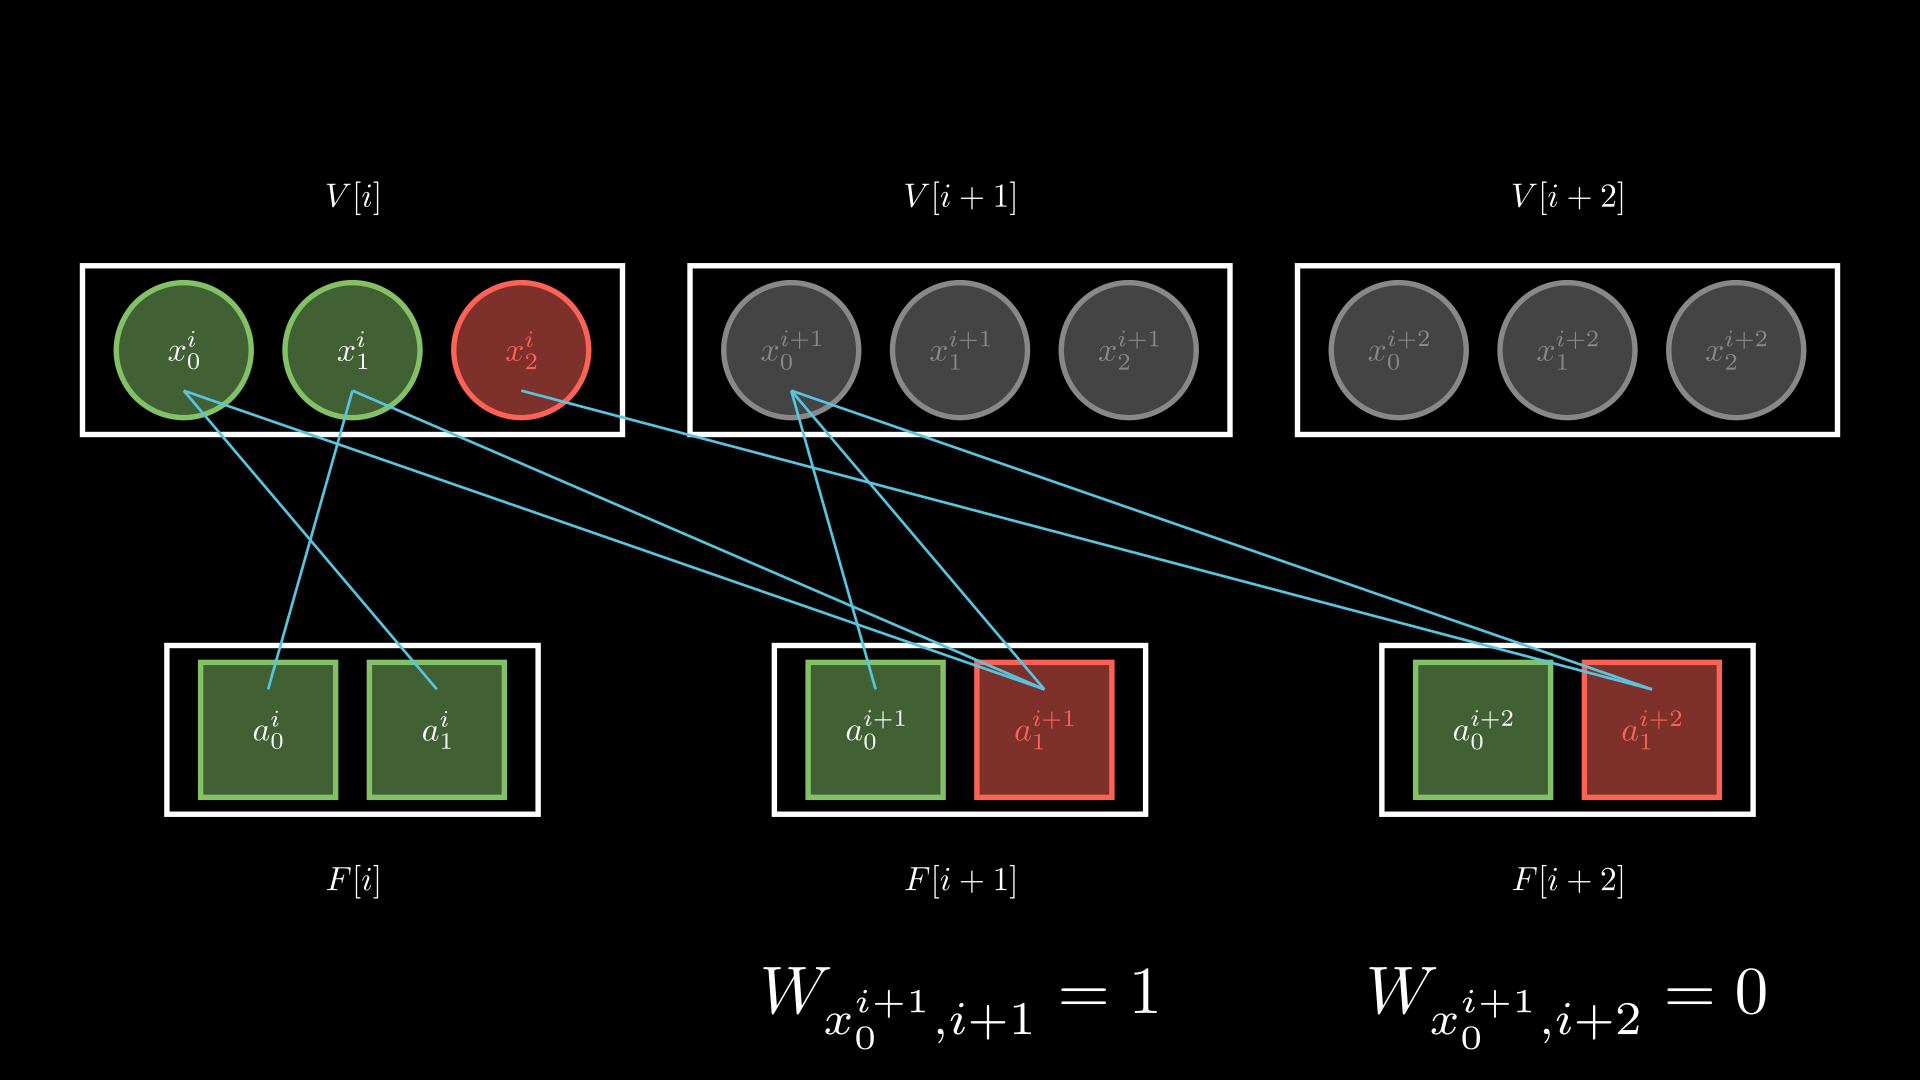 $V[i]$ $V[i+1]$ $V[i+2]$
$x_0^i$ $x_1^i$ $x_2^i$ $x_0^{i+1}$ $x_1^{i+1}$ $x_2^{i+1}$ $x_0^{i+2}$ $x_1^{i+2}$ $x_2^{i+2}$
$a_0^i$ $a_1^i$ $a_0^{i+1}$ $a_1^{i+1}$ $a_0^{i+2}$ $a_1^{i+2}$
$F[i]$ $F[i+1]$ $F[i+2]$
$W_{x_0^{i+1},i+1} = 1$ $W_{x_0^{i+1},i+2} = 0$